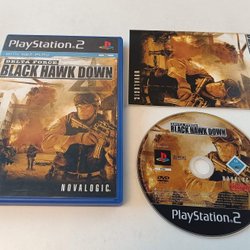 PlayStation 2
DELTA FORCE
BLACK HAWK DOWN
NOVALOGIC
NOVALOGIC
BLACK HAWK DOWN
PlayStation 2